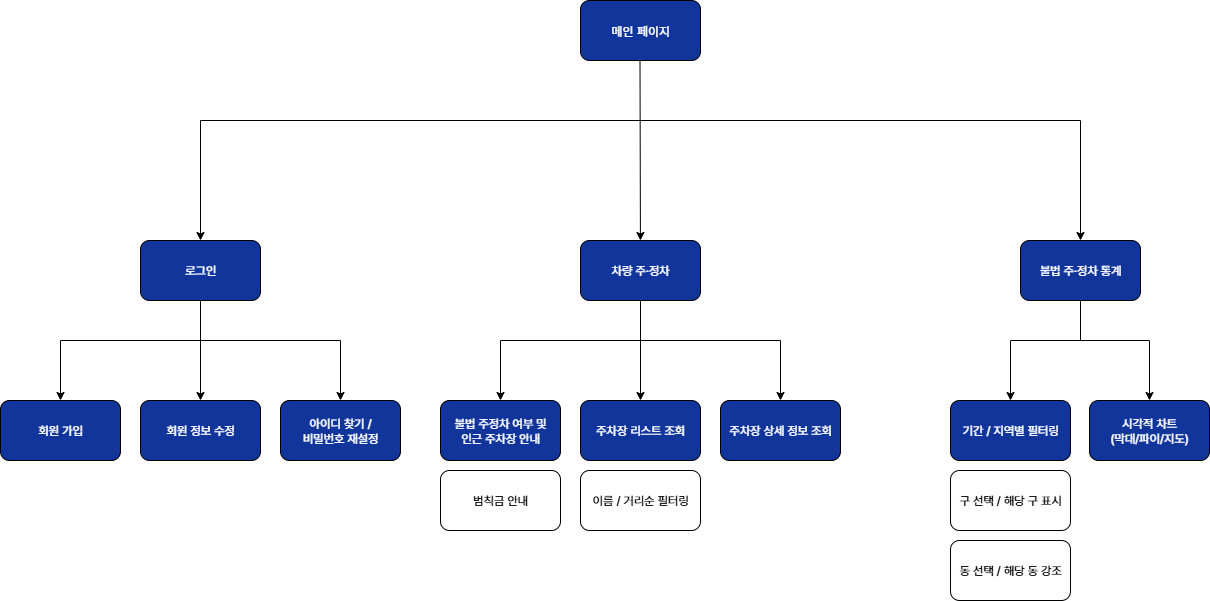 메인 페이지
로그인
차량 주·정차
불법 주·정차 통계
회원 가입
회원 정보 수정
아이디 찾기 /
비밀번호 재설정
불법 주정차 여부 및
인근 주차장 안내
주차장 리스트 조회
주차장 상세 정보 조회
기간 / 지역별 필터링
시각적 차트
(막대/파이/지도)
범칙금 안내
이름 / 거리순 필터링
구 선택 / 해당 구 표시
동 선택 / 해당 동 강조